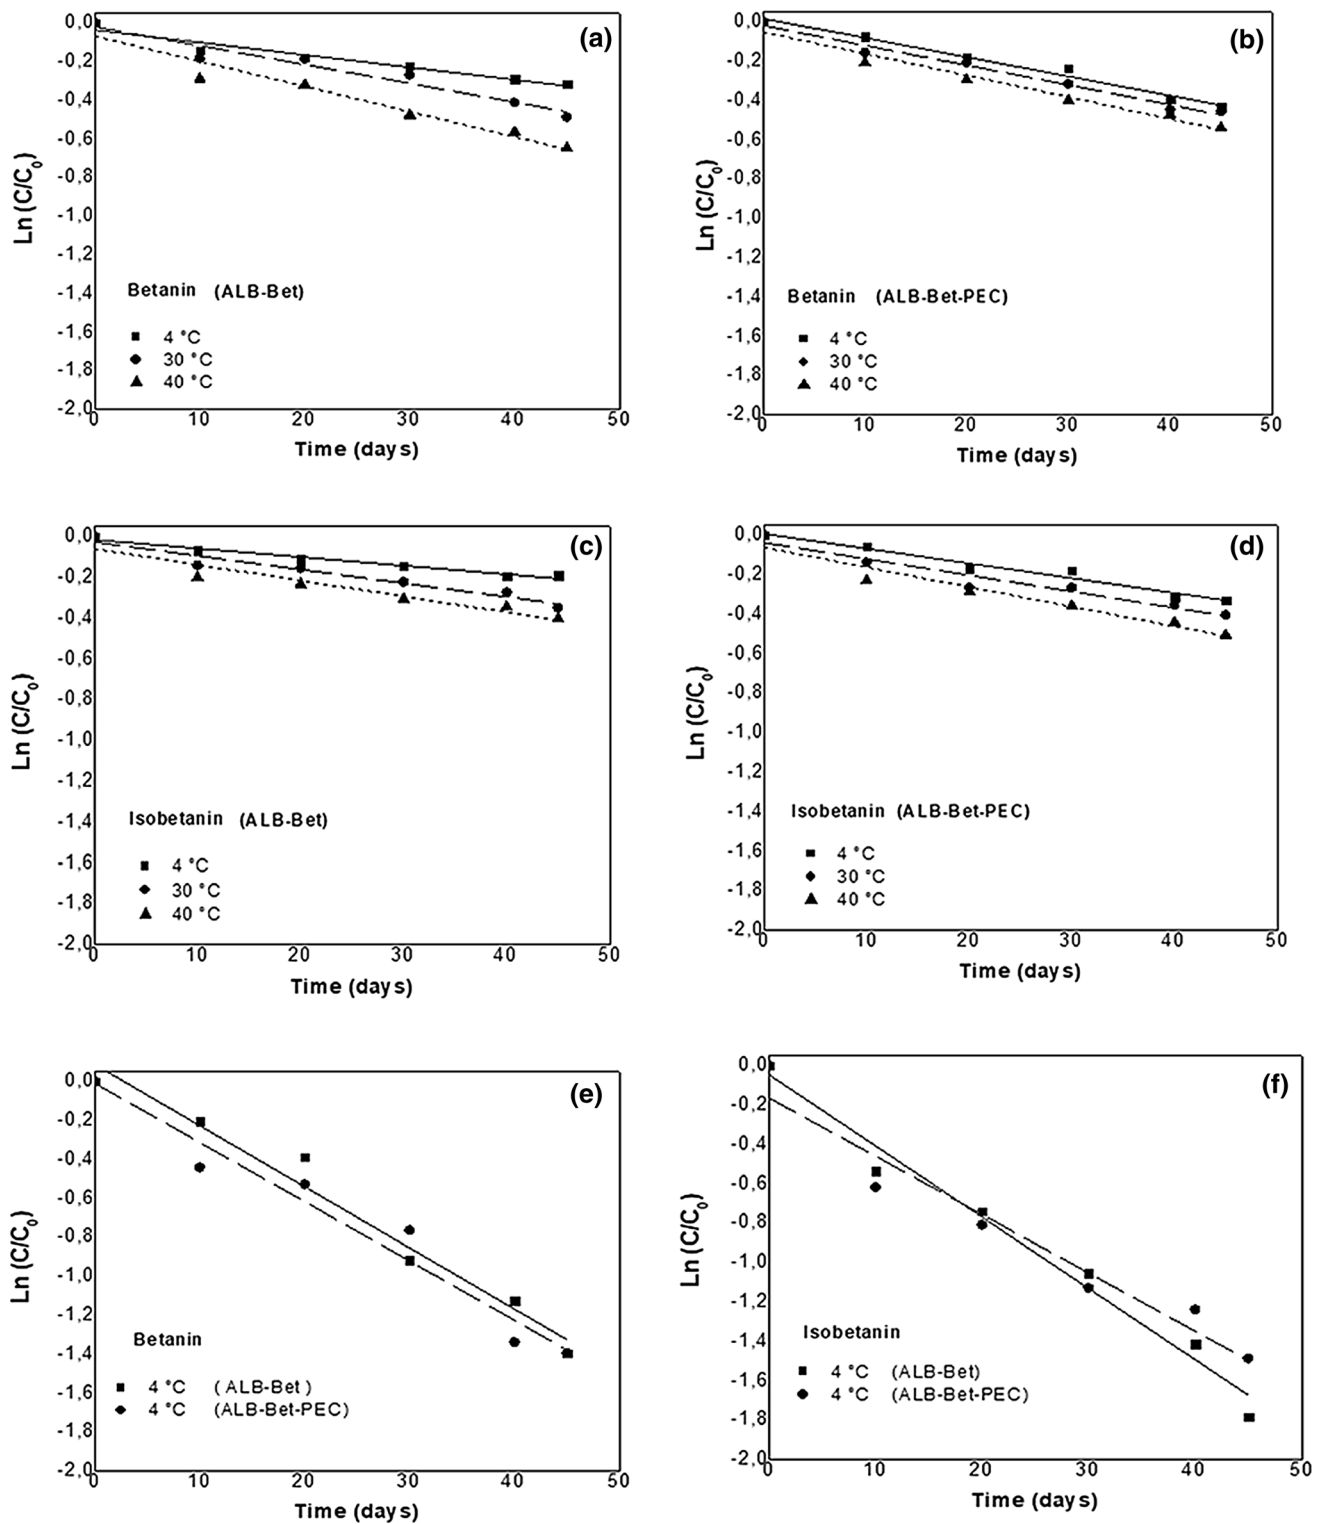 (a)
0,0
-0,2
-0,4
-0,6
-0,8
-1,0
-1,2
-1,4
-1,6
-1,8
-2,0
Ln (C/C0)
Betanin (ALB-Bet)
4 °C
30 °C
40 °C
0 10 20 30 40 50
Time (days)
(b)
0,0
-0,2
-0,4
-0,6
-0,8
-1,0
-1,2
-1,4
-1,6
-1,8
-2,0
Ln (C/C0)
Betanin (ALB-Bet-PEC)
4 °C
30 °C
40 °C
0 10 20 30 40 50
Time (days)
(c)
0,0
-0,2
-0,4
-0,6
-0,8
-1,0
-1,2
-1,4
-1,6
-1,8
-2,0
Ln (C/C0)
Isobetanin (ALB-Bet)
4 °C
30 °C
40 °C
0 10 20 30 40 50
Time (days)
(d)
0,0
-0,2
-0,4
-0,6
-0,8
-1,0
-1,2
-1,4
-1,6
-1,8
-2,0
Ln (C/C0)
Isobetanin (ALB-Bet-PEC)
4 °C
30 °C
40 °C
0 10 20 30 40 50
Time (days)
(e)
0,0
-0,2
-0,4
-0,6
-0,8
-1,0
-1,2
-1,4
-1,6
-1,8
-2,0
Ln (C/C0)
Betanin
4 °C ( ALB-Bet )
4 °C (ALB-Bet-PEC)
0 10 20 30 40 50
Time (days)
(f)
0,0
-0,2
-0,4
-0,6
-0,8
-1,0
-1,2
-1,4
-1,6
-1,8
-2,0
Ln (C/C0)
Isobetanin
4 °C (ALB-Bet)
4 °C (ALB-Bet-PEC)
0 10 20 30 40 50
Time (days)